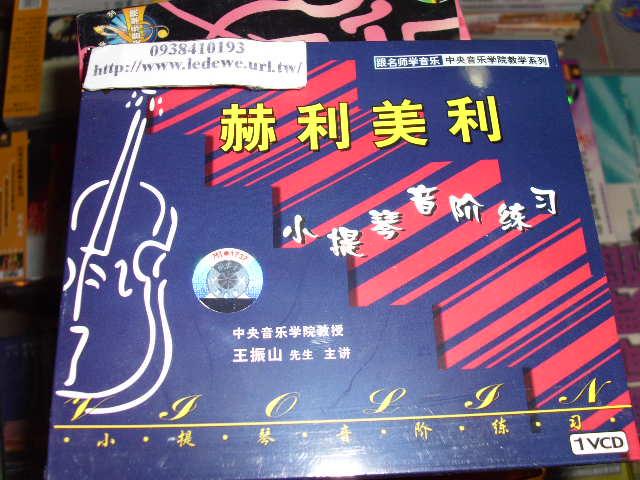 0938410193
http://www.ledewe.url.tw/
跟名师学音乐 中央音乐学院教学系列
赫利美利
小提琴音阶练习
中央音乐学院教授
王振山 先生 主讲
VIOLIN
·小·提·琴·音·阶·练·习·
1VCD